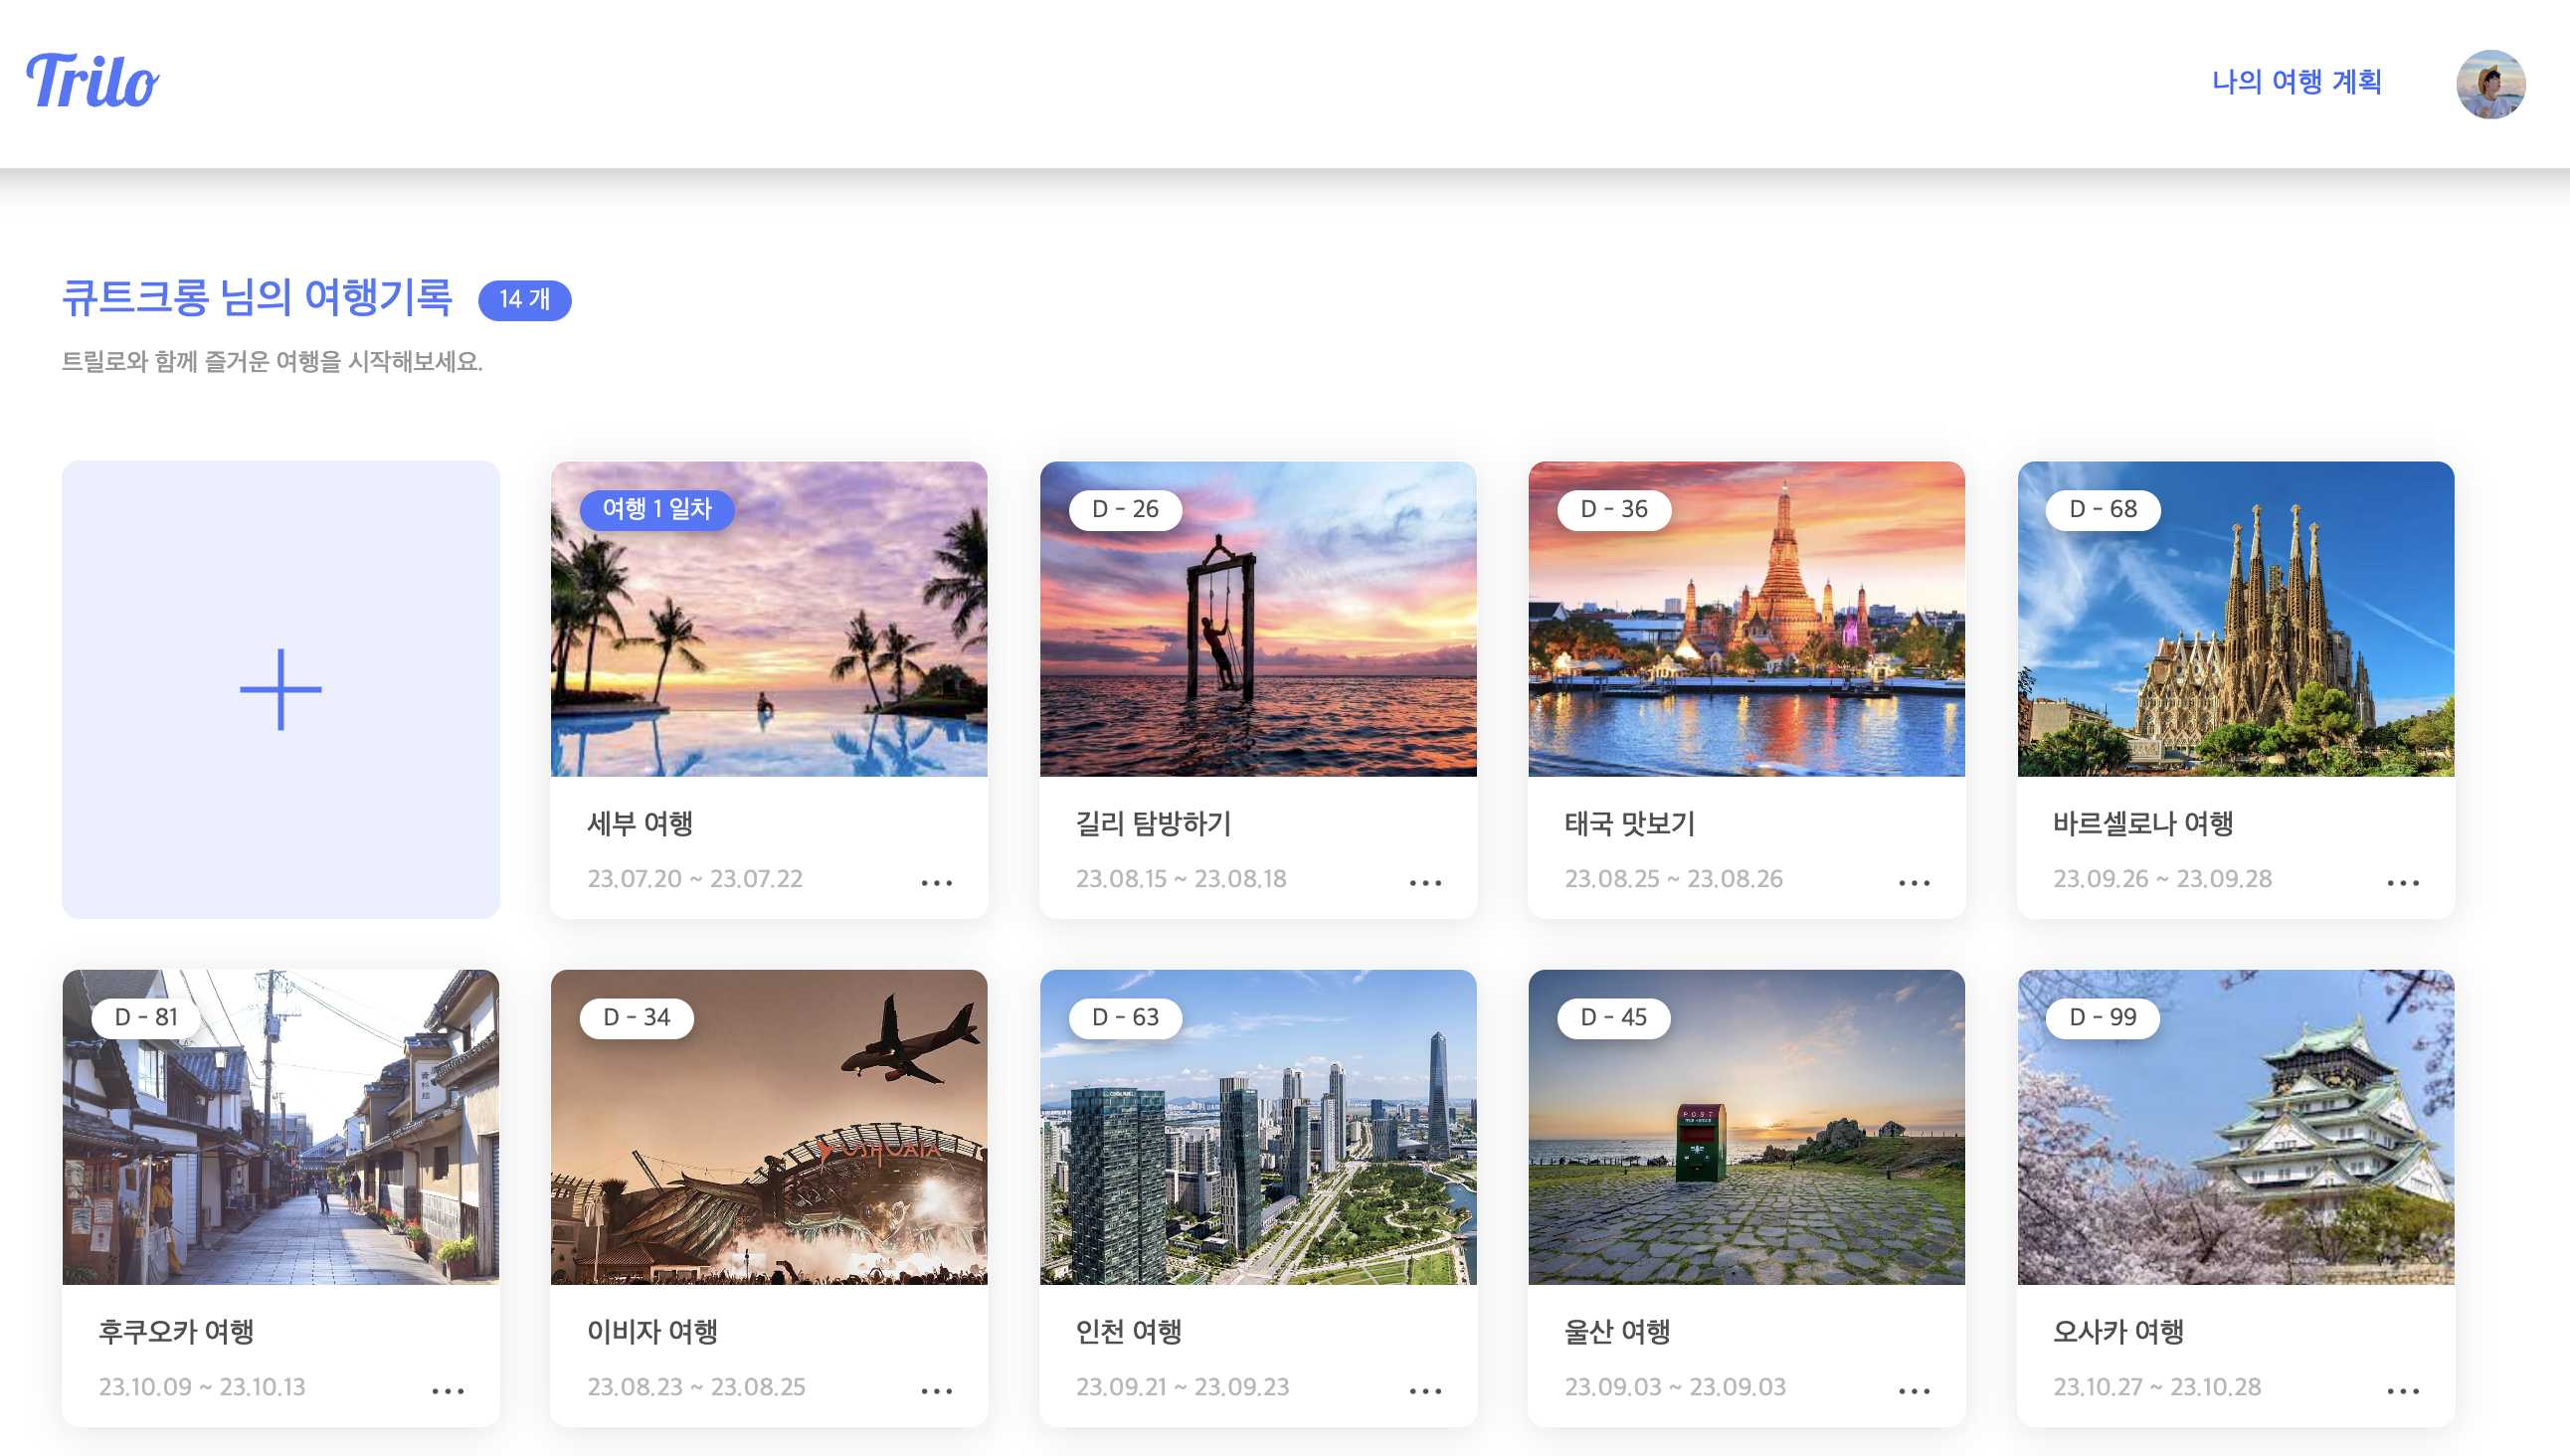 Trilo
나의 여행 계획
큐트크롱 님의 여행기록 14 개
트릴로와 함께 즐거운 여행을 시작해보세요.
여행 1 일차
세부 여행
23.07.20 ~ 23.07.22
D - 26
길리 탐방하기
23.08.15 ~ 23.08.18
D - 36
태국 맛보기
23.08.25 ~ 23.08.26
D - 68
바르셀로나 여행
23.09.26 ~ 23.09.28
D - 81
資料館
후쿠오카 여행
23.10.09 ~ 23.10.13
D - 34
USHUAIA
이비자 여행
23.08.23 ~ 23.08.25
D - 63
인천 여행
23.09.21 ~ 23.09.23
D - 45
POST
울산 여행
23.09.03 ~ 23.09.03
D - 99
오사카 여행
23.10.27 ~ 23.10.28